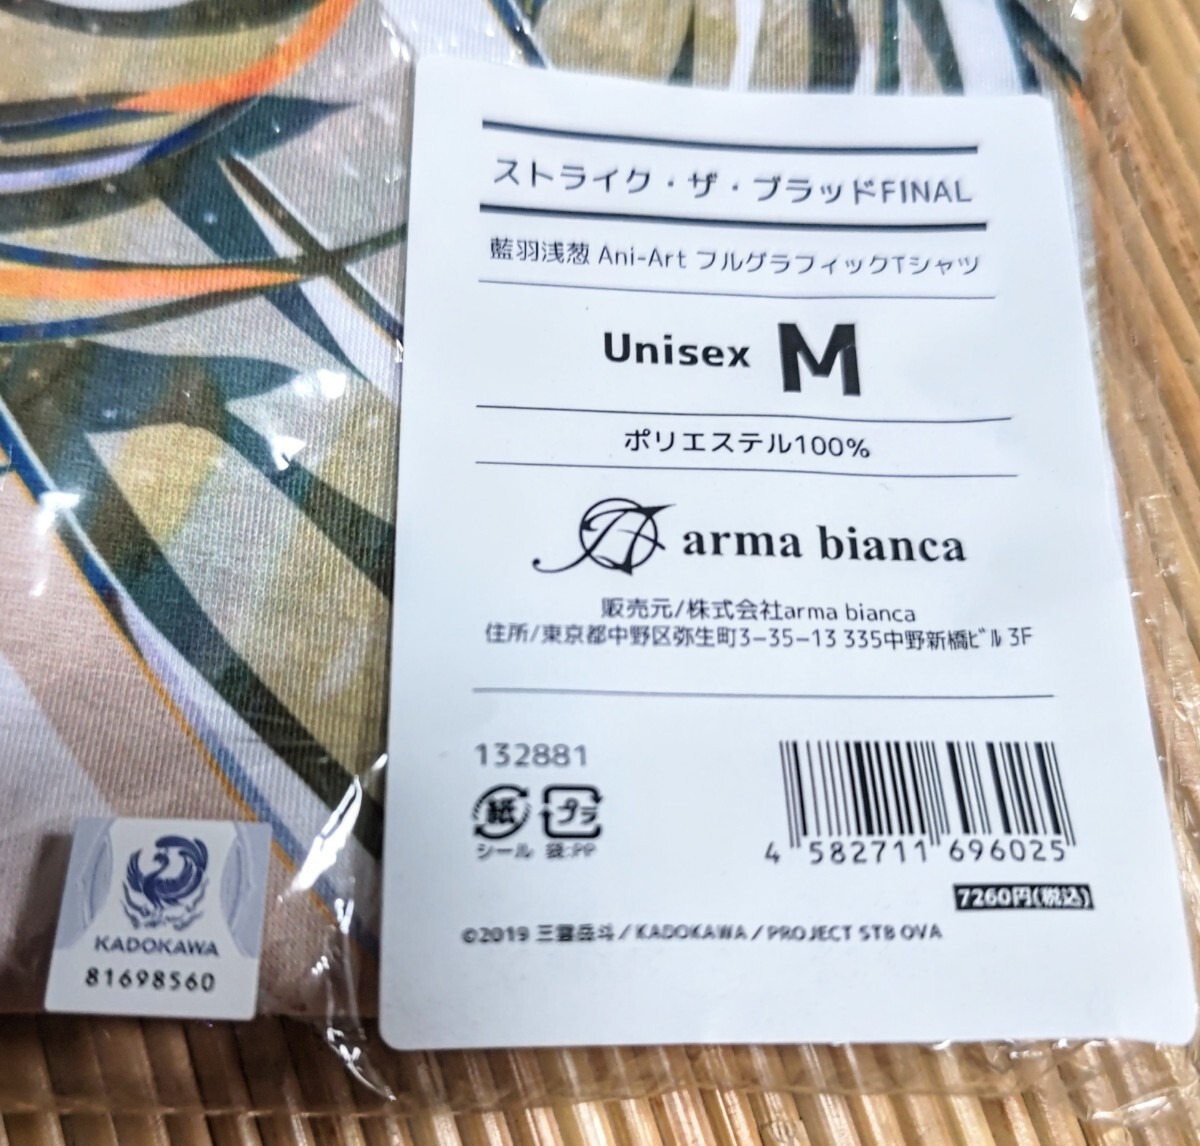 ストライク・ザ・ブラッドFINAL
藍羽浅葱 Ani-Art フルグラフィックTシャツ
Unisex M
ポリエステル100%
arma bianca
販売元/株式会社arma bianca
住所/東京都中野区弥生町3-35-13 335中野新橋ビル 3F
132881
紙 プラ
シール 袋:PP
4 582711 696025
7260円(税込)
©2019 三雲岳斗/KADOKAWA/PROJECT STB OVA
KADOKAWA
81698560